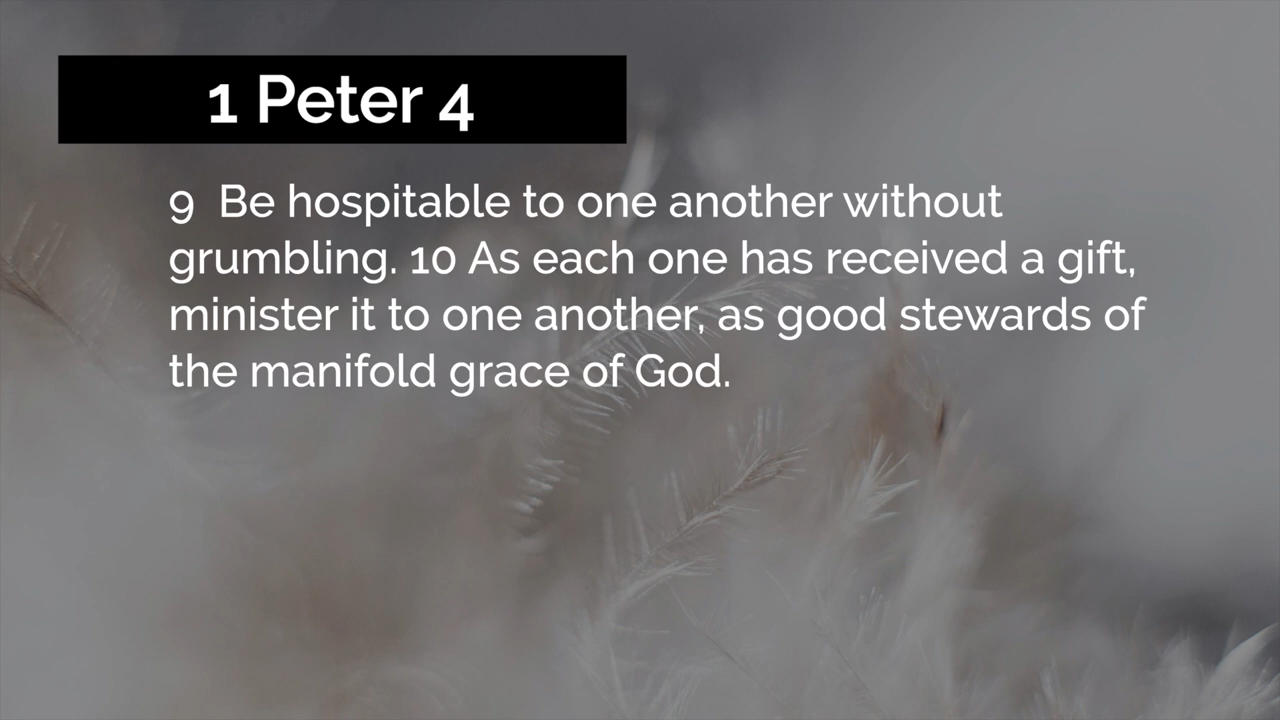 1 Peter 4
9 Be hospitable to one another without
grumbling. 10 As each one has received a gift,
minister it to one another, as good stewards of
the manifold grace of God.